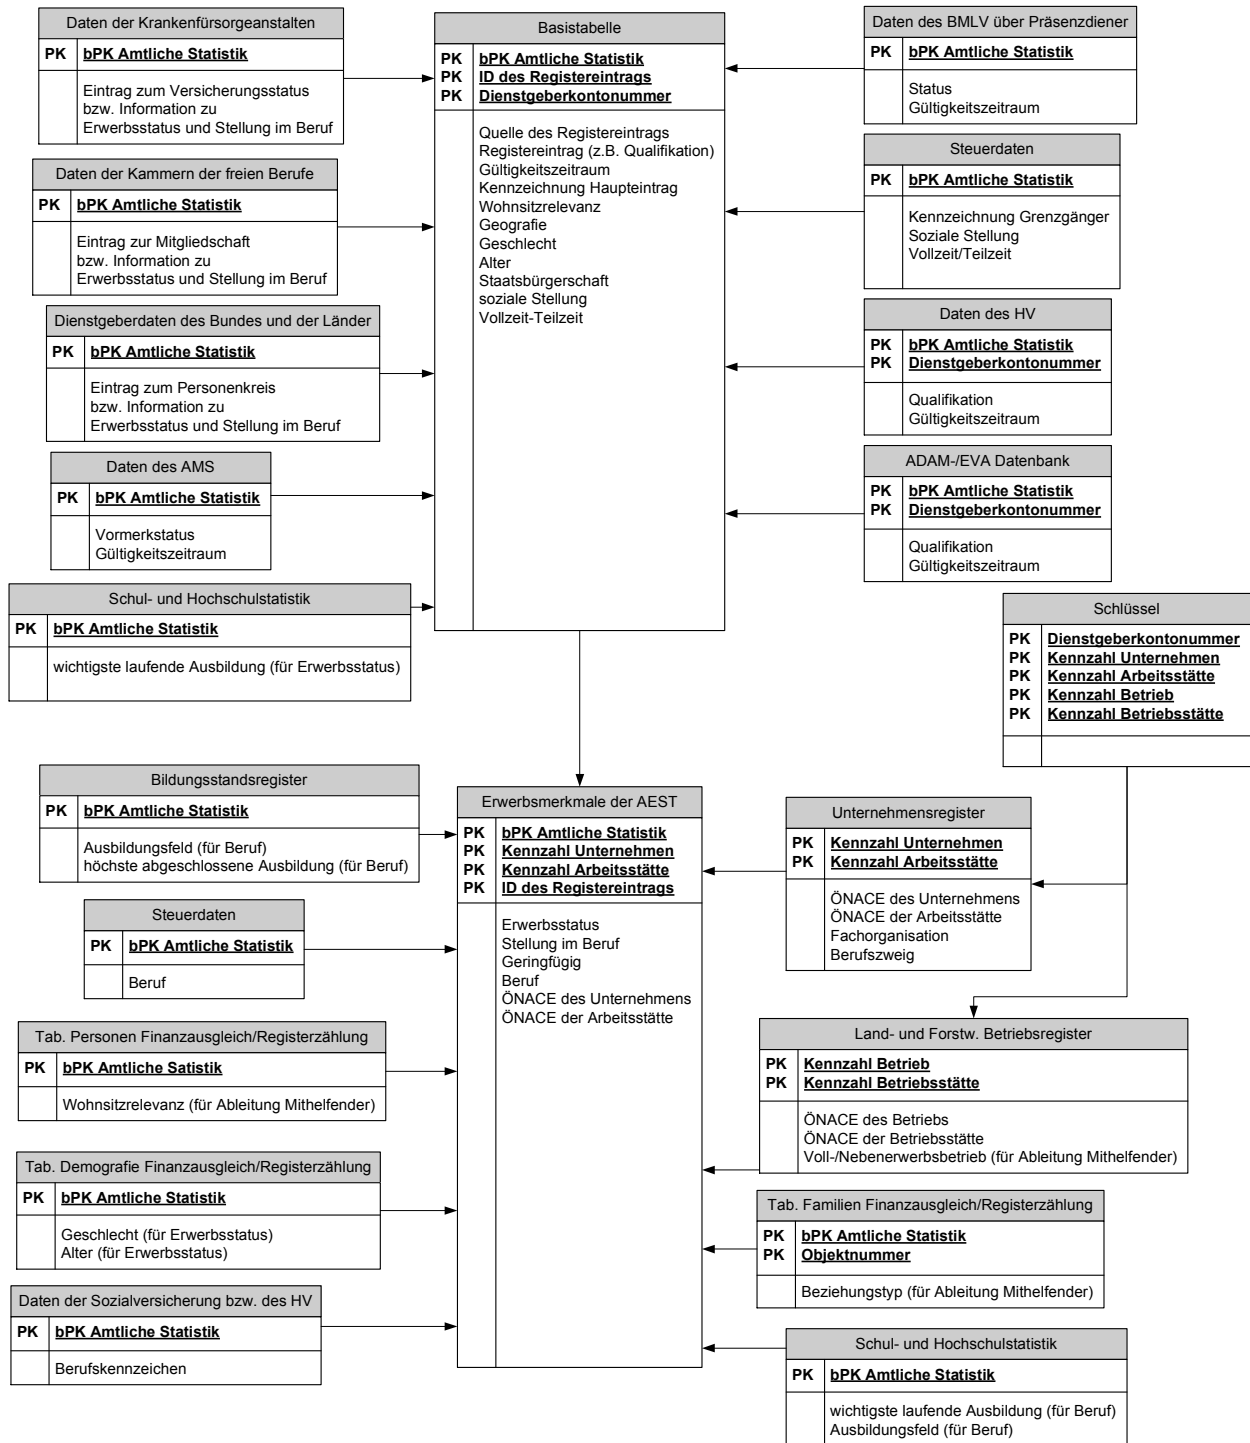 Daten der Krankenfürsorgeanstalten
PK bPK Amtliche Statistik
Eintrag zum Versicherungsstatus
bzw. Information zu
Erwerbsstatus und Stellung im Beruf
Daten der Kammern der freien Berufe
PK bPK Amtliche Statistik
Eintrag zur Mitgliedschaft
bzw. Information zu
Erwerbsstatus und Stellung im Beruf
Dienstgeberdaten des Bundes und der Länder
PK bPK Amtliche Statistik
Eintrag zum Personenkreis
bzw. Information zu
Erwerbsstatus und Stellung im Beruf
Daten des AMS
PK bPK Amtliche Statistik
Vormerkstatus
Gültigkeitszeitraum
Schul- und Hochschulstatistik
PK bPK Amtliche Statistik
wichtigste laufende Ausbildung (für Erwerbsstatus)
Basistabelle
PK bPK Amtliche Statistik
PK ID des Registereintrags
PK Dienstgeberkontonummer
Quelle des Registereintrags
Registereintrag (z.B. Qualifikation)
Gültigkeitszeitraum
Kennzeichnung Haupteintrag
Wohnsitzrelevanz
Geografie
Geschlecht
Alter
Staatsbürgerschaft
soziale Stellung
Vollzeit-Teilzeit
Daten des BMLV über Präsenzdiener
PK bPK Amtliche Statistik
Status
Gültigkeitszeitraum
Steuerdaten
PK bPK Amtliche Statistik
Kennzeichnung Grenzgänger
Soziale Stellung
Vollzeit/Teilzeit
Daten des HV
PK bPK Amtliche Statistik
PK Dienstgeberkontonummer
Qualifikation
Gültigkeitszeitraum
ADAM-/EVA Datenbank
PK bPK Amtliche Statistik
PK Dienstgeberkontonummer
Qualifikation
Gültigkeitszeitraum
Schlüssel
PK Dienstgeberkontonummer
PK Kennzahl Unternehmen
PK Kennzahl Arbeitsstätte
PK Kennzahl Betrieb
PK Kennzahl Betriebsstätte
Bildungsstandsregister
PK bPK Amtliche Statistik
Ausbildungsfeld (für Beruf)
höchste abgeschlossene Ausbildung (für Beruf)
Steuerdaten
PK bPK Amtliche Statistik
Beruf
Tab. Personen Finanzausgleich/Registerzählung
PK bPK Amtliche Satistik
Wohnsitzrelevanz (für Ableitung Mithelfender)
Tab. Demografie Finanzausgleich/Registerzählung
PK bPK Amtliche Statistik
Geschlecht (für Erwerbsstatus)
Alter (für Erwerbsstatus)
Daten der Sozialversicherung bzw. des HV
PK bPK Amtliche Statistik
Berufskennzeichen
Erwerbsmerkmale der AEST
PK bPK Amtliche Statistik
PK Kennzahl Unternehmen
PK Kennzahl Arbeitsstätte
PK ID des Registereintrags
Erwerbsstatus
Stellung im Beruf
Geringfügig
Beruf
ÖNACE des Unternehmens
ÖNACE der Arbeitsstätte
Unternehmensregister
PK Kennzahl Unternehmen
PK Kennzahl Arbeitsstätte
ÖNACE des Unternehmens
ÖNACE der Arbeitsstätte
Fachorganisation
Berufszweig
Land- und Forstw. Betriebsregister
PK Kennzahl Betrieb
PK Kennzahl Betriebsstätte
ÖNACE des Betriebs
ÖNACE der Betriebsstätte
Voll-/Nebenerwerbsbetrieb (für Ableitung Mithelfender)
Tab. Familien Finanzausgleich/Registerzählung
PK bPK Amtliche Statistik
PK Objektnummer
Beziehungstyp (für Ableitung Mithelfender)
Schul- und Hochschulstatistik
PK bPK Amtliche Statistik
wichtigste laufende Ausbildung (für Beruf)
Ausbildungsfeld (für Beruf)